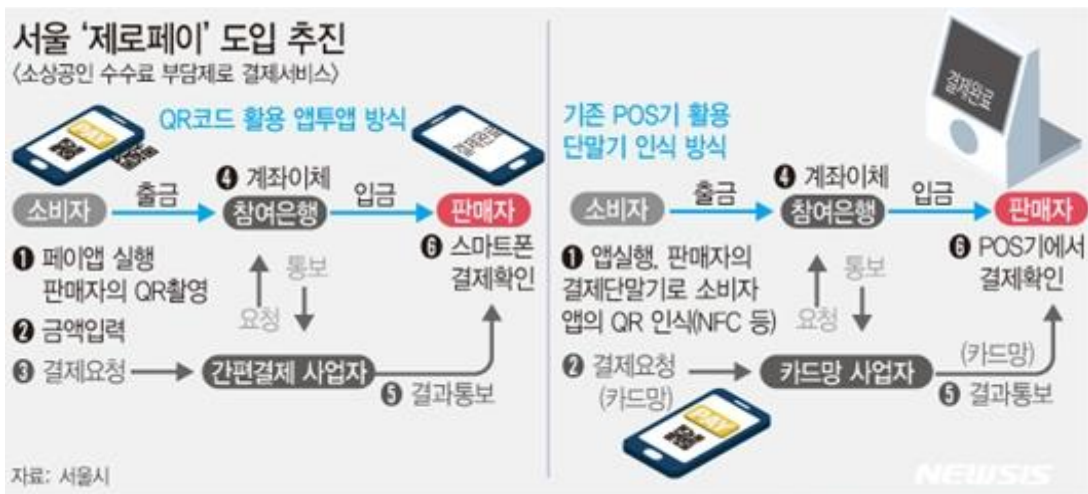 서울 ‘제로페이’ 도입 추진
〈소상공인 수수료 부담제로 결제서비스〉
QR코드 활용 앱투앱 방식
PAY
결제완료
❹ 계좌이체
소비자
출금
참여은행
입금
판매자
❶ 페이앱 실행
판매자의 QR촬영
❷ 금액입력
❸ 결제요청
통보
요청
간편결제 사업자
❺ 결과통보
❻ 스마트폰
결제확인
기존 POS기 활용
단말기 인식 방식
결제완료
❹ 계좌이체
소비자
출금
참여은행
입금
판매자
❶ 앱실행, 판매자의
결제단말기로 소비자
앱의 QR 인식(NFC 등)
❷ 결제요청
(카드망)
PAY
통보
요청
카드망 사업자
(카드망)
❺ 결과통보
❻ POS기에서
결제확인
자료: 서울시
NEWSIS